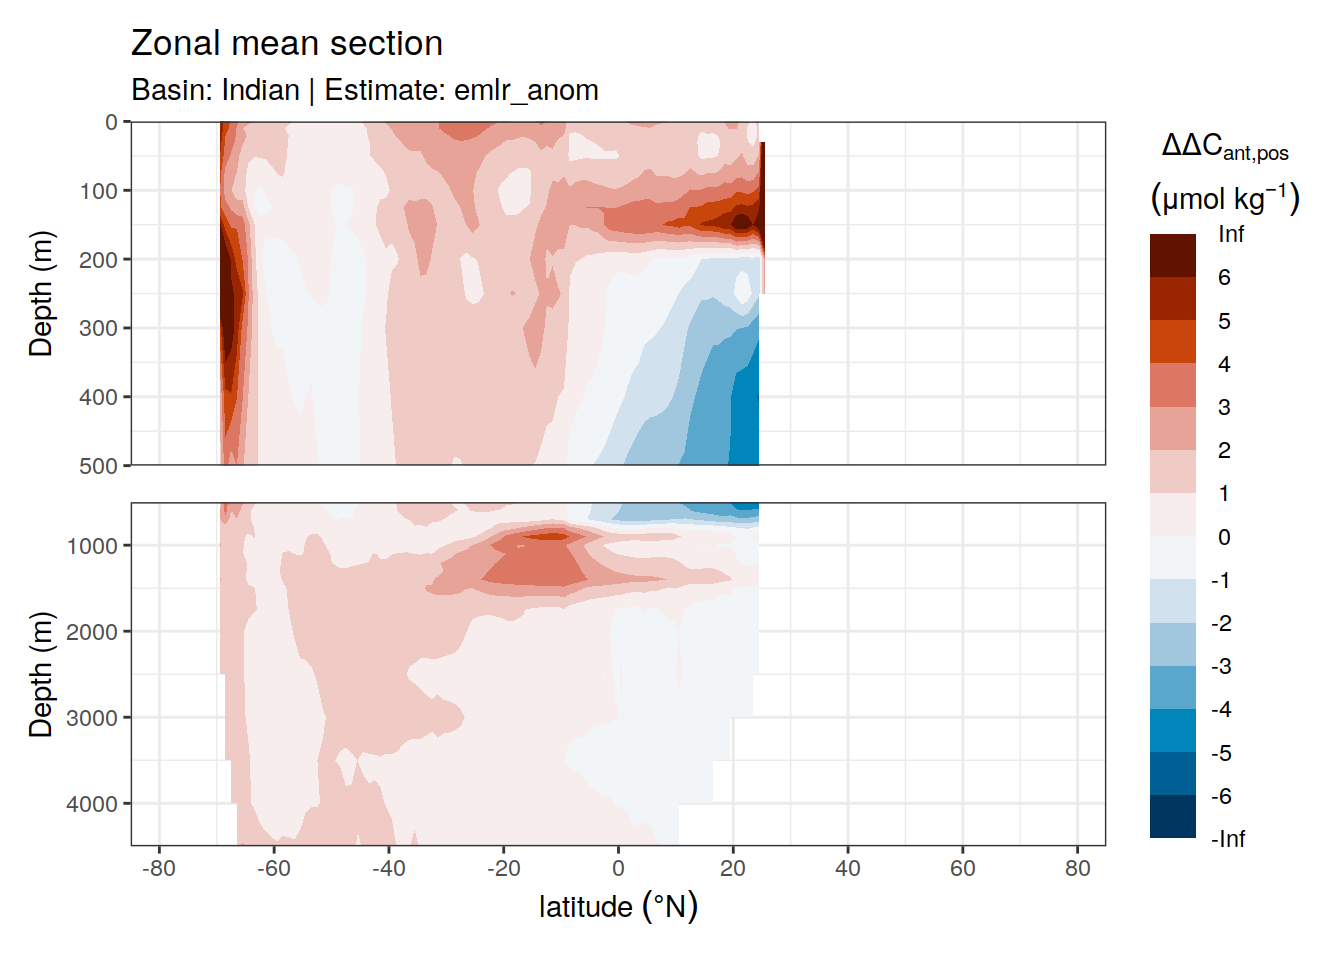 Zonal mean section
Basin: Indian | Estimate: emlr_anom
Depth (m)
0
100
200
300
400
500
Depth (m)
1000
2000
3000
4000
-80 -60 -40 -20 0 20 40 60 80
latitude (°N)
ΔΔC_ant,pos
(μmol kg⁻¹)
Inf
6
5
4
3
2
1
0
-1
-2
-3
-4
-5
-6
-Inf